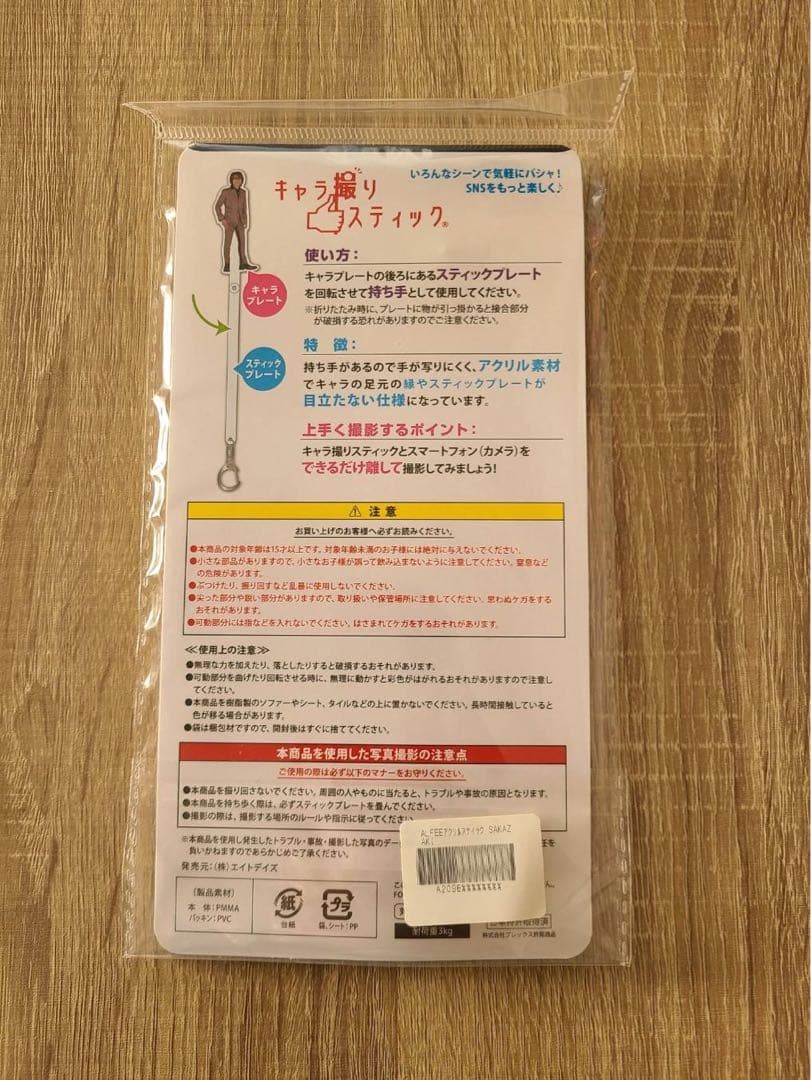 いろんなシーンで気軽にパシャ!
SNSをもっと楽しく♪
キャラ撮り
スティック®
使い方:
キャラプレートの後ろにあるスティックプレート
を回転させて持ち手として使用してください。
※折りたたみ時に、プレートに物が引っ掛かると接合部分
が破損する恐れがありますのでご注意ください。
キャラ
プレート
特 徴:
持ち手があるので手が写りにくく、アクリル素材
でキャラの足元の縁やスティックプレートが
目立たない仕様になっています。
スティック
プレート
上手く撮影するポイント:
キャラ撮りスティックとスマートフォン(カメラ)を
できるだけ離して撮影してみましょう!
⚠ 注意
お買い上げのお客様へ必ずお読みください。
●本商品の対象年齢は15才以上です。対象年齢未満のお子様には絶対に与えないでください。
●小さな部品がありますので、小さなお子様が誤って飲み込まないように注意してください。窒息など
の危険があります。
●ぶつけたり、振り回すなど乱暴に使用しないでください。
●尖った部分や鋭い部分がありますので、取り扱いや保管場所に注意してください。思わぬケガをする
おそれがあります。
●可動部分には指などを入れないでください。はさまれてケガをするおそれがあります。
≪使用上の注意≫
●無理な力を加えたり、落としたりすると破損するおそれがあります。
●可動部分を曲げたり回転させる時に、無理に動かすと彩色がはがれるおそれがありますので注意し
てください。
●本商品を樹脂製のソファーやシート、タイルなどの上に置かないでください。長時間接触していると
色が移る場合があります。
●袋は梱包材ですので、開封後はすぐに捨ててください。
本商品を使用した写真撮影の注意点
ご使用の際は必ず以下のマナーをお守りください。
●本商品を振り回さないでください。周囲の人やものに当たると、トラブルや事故の原因となります。
●本商品を持ち歩く際は、必ずスティックプレートを畳んでください。
●撮影の際は、撮影する場所のルールや指示に従ってください。
※本商品を使用し発生したトラブル・事故・撮影した写真のデー
任を
負いかねますのであらかじめご了承ください。
発売元:(株)エイトデイズ
ALFEEアクリルスティック SAKAZ
AKI
A2096XXXXXXXX
(製品素材)
本 体:PMMA
パッキン:PVC
紙
台紙
プラ
袋、シート:PP
ん。
FO
耐荷重3kg
株式会社プレックス許諾商品